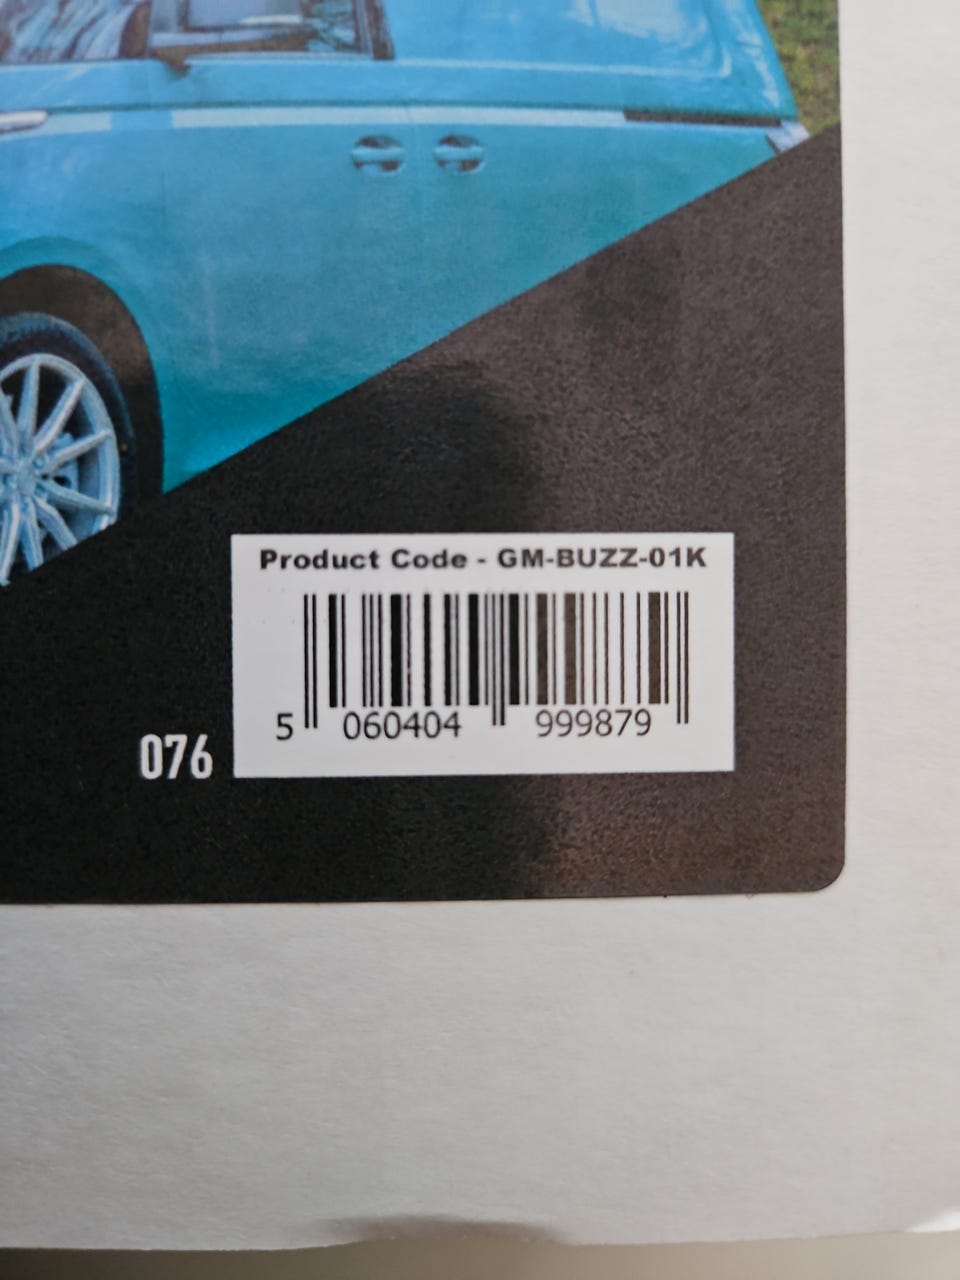 Product Code - GM-BUZZ-01K
5 060404 999879
076